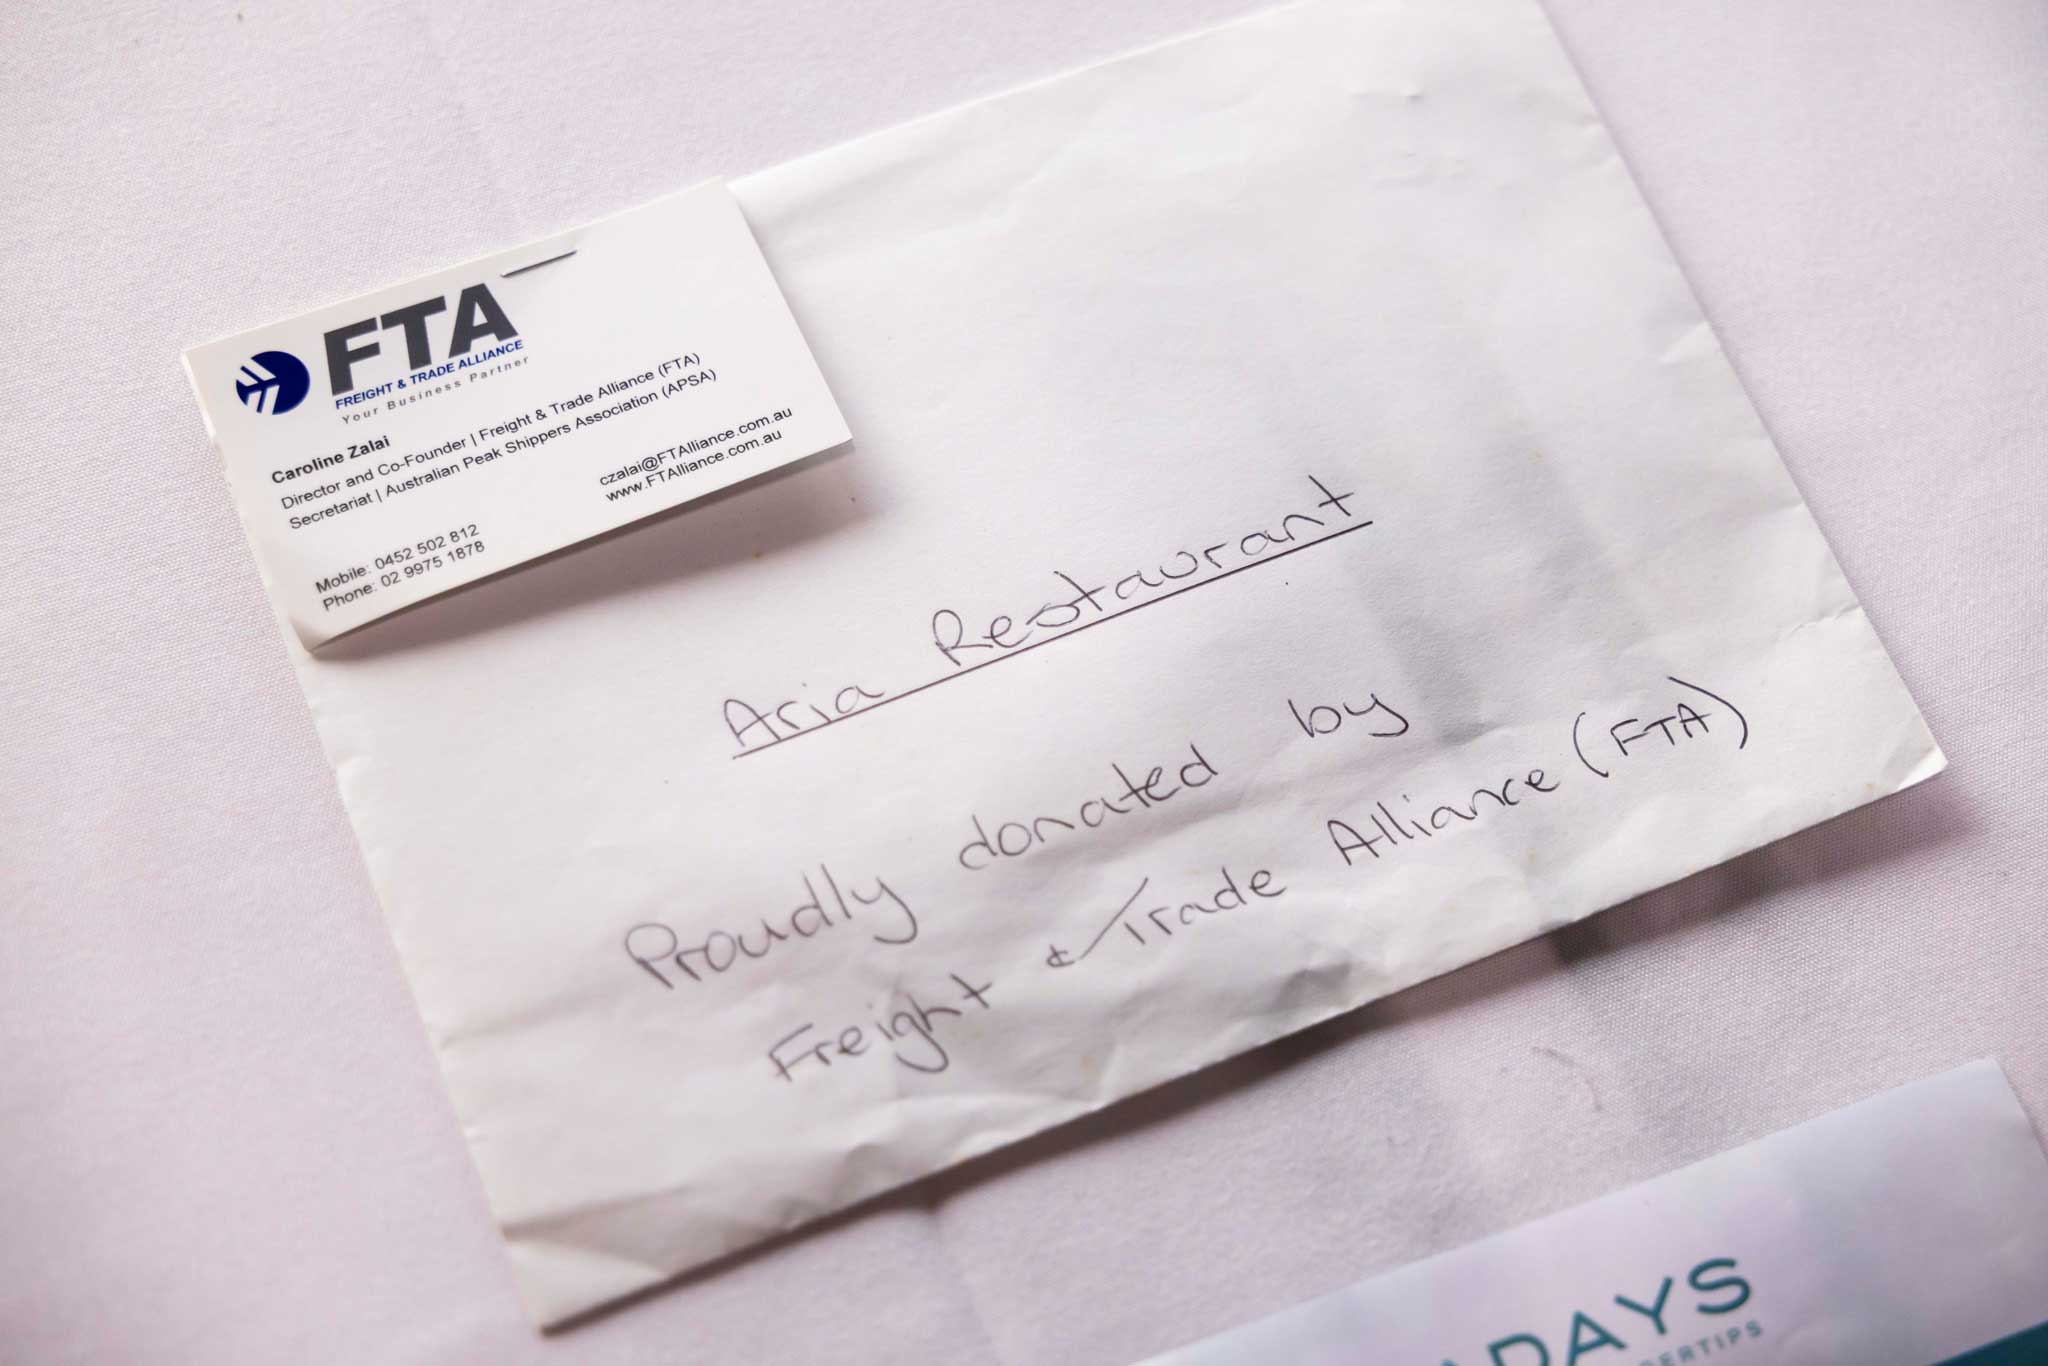 FTA
FREIGHT & TRADE ALLIANCE
Your Business Partner
Caroline Zalai
Director and Co-Founder | Freight & Trade Alliance (FTA)
Secretariat | Australian Peak Shippers Association (APSA)
czalai@FTAlliance.com.au
www.FTAlliance.com.au
Mobile: 0452 502 812
Phone: 02 9975 1878
Aria Restaurant
Proudly donated by
Freight & Trade Alliance (FTA)
DAYS